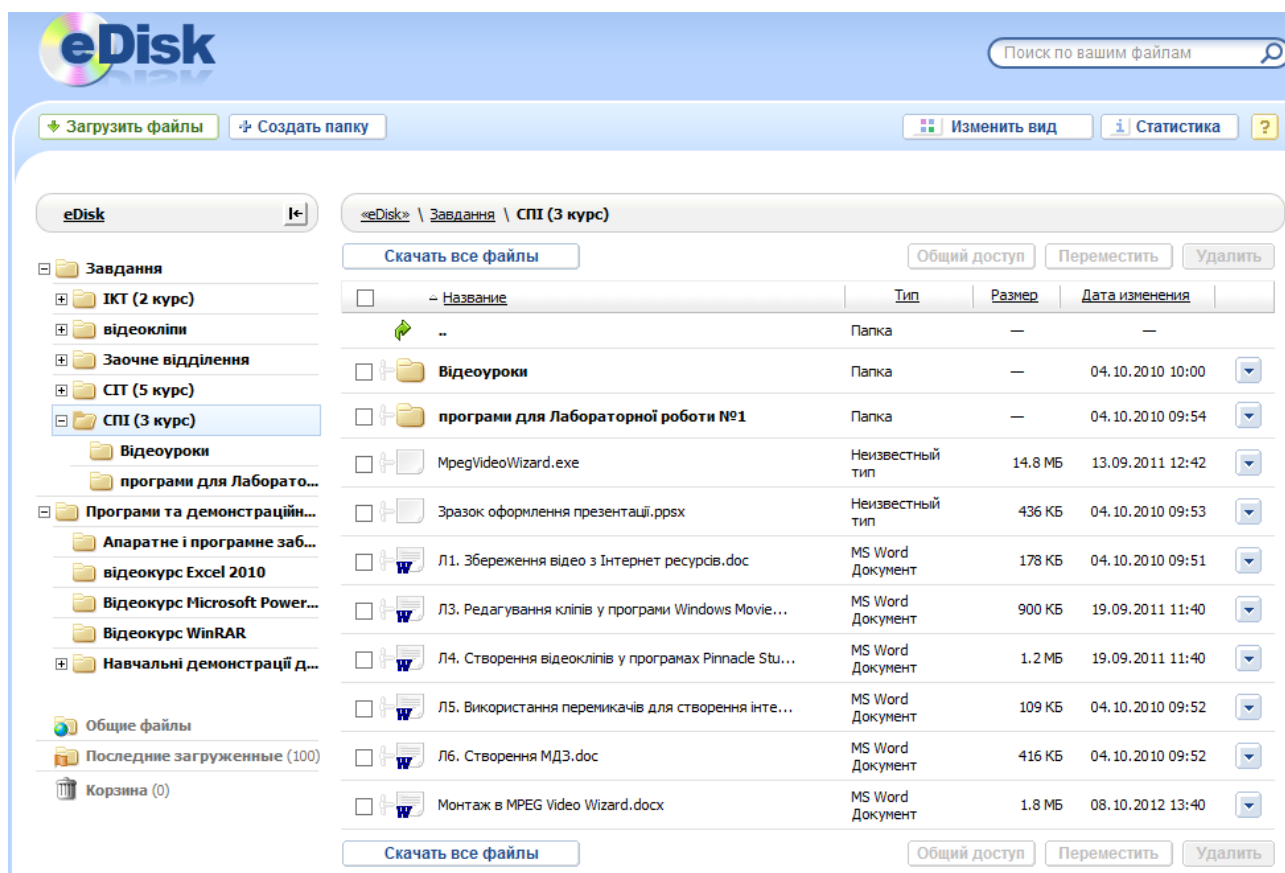 eDisk
Поиск по вашим файлам
Загрузить файлы
Создать папку
Изменить вид
i Статистика
?
eDisk
«eDisk» \ Завдання \ СПІ (3 курс)
Скачать все файлы
Общий доступ
Переместить
Удалить
Завдання
ІКТ (2 курс)
відеокліпи
Заочне відділення
СІТ (5 курс)
СПІ (3 курс)
Відеоуроки
програми для Лаборато...
Програми та демонстраційн...
Апаратне і програмне заб...
відеокурс Excel 2010
Відеокурс Microsoft Power...
Відеокурс WinRAR
Навчальні демонстрації д...
Общие файлы
Последние загруженные (100)
Корзина (0)
Название Тип Размер Дата изменения
.. Папка — —
Відеоуроки Папка — 04.10.2010 10:00
програми для Лабораторної роботи №1 Папка — 04.10.2010 09:54
MpegVideoWizard.exe Неизвестный тип 14.8 МБ 13.09.2011 12:42
Зразок оформлення презентації.ppsx Неизвестный тип 436 КБ 04.10.2010 09:53
Л1. Збереження відео з Інтернет ресурсів.doc MS Word Документ 178 КБ 04.10.2010 09:51
Л3. Редагування кліпів у програми Windows Movie... MS Word Документ 900 КБ 19.09.2011 11:40
Л4. Створення відеокліпів у програмах Pinnacle Stu... MS Word Документ 1.2 МБ 19.09.2011 11:40
Л5. Використання перемикачів для створення інте... MS Word Документ 109 КБ 04.10.2010 09:52
Л6. Створення МДЗ.doc MS Word Документ 416 КБ 04.10.2010 09:52
Монтаж в MPEG Video Wizard.docx MS Word Документ 1.8 МБ 08.10.2012 13:40
Скачать все файлы
Общий доступ
Переместить
Удалить